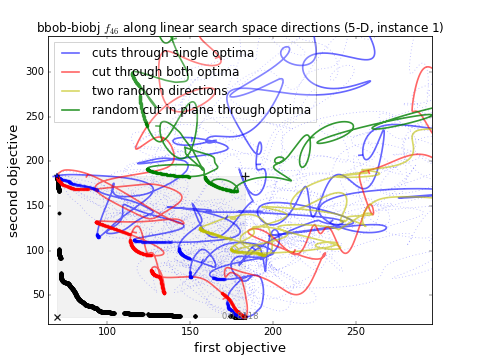 bbob-biobj f46 along linear search space directions (5-D, instance 1)
cuts through single optima
cut through both optima
two random directions
random cut in plane through optima
300
250
200
150
100
50
100
150
200
250
second objective
first objective